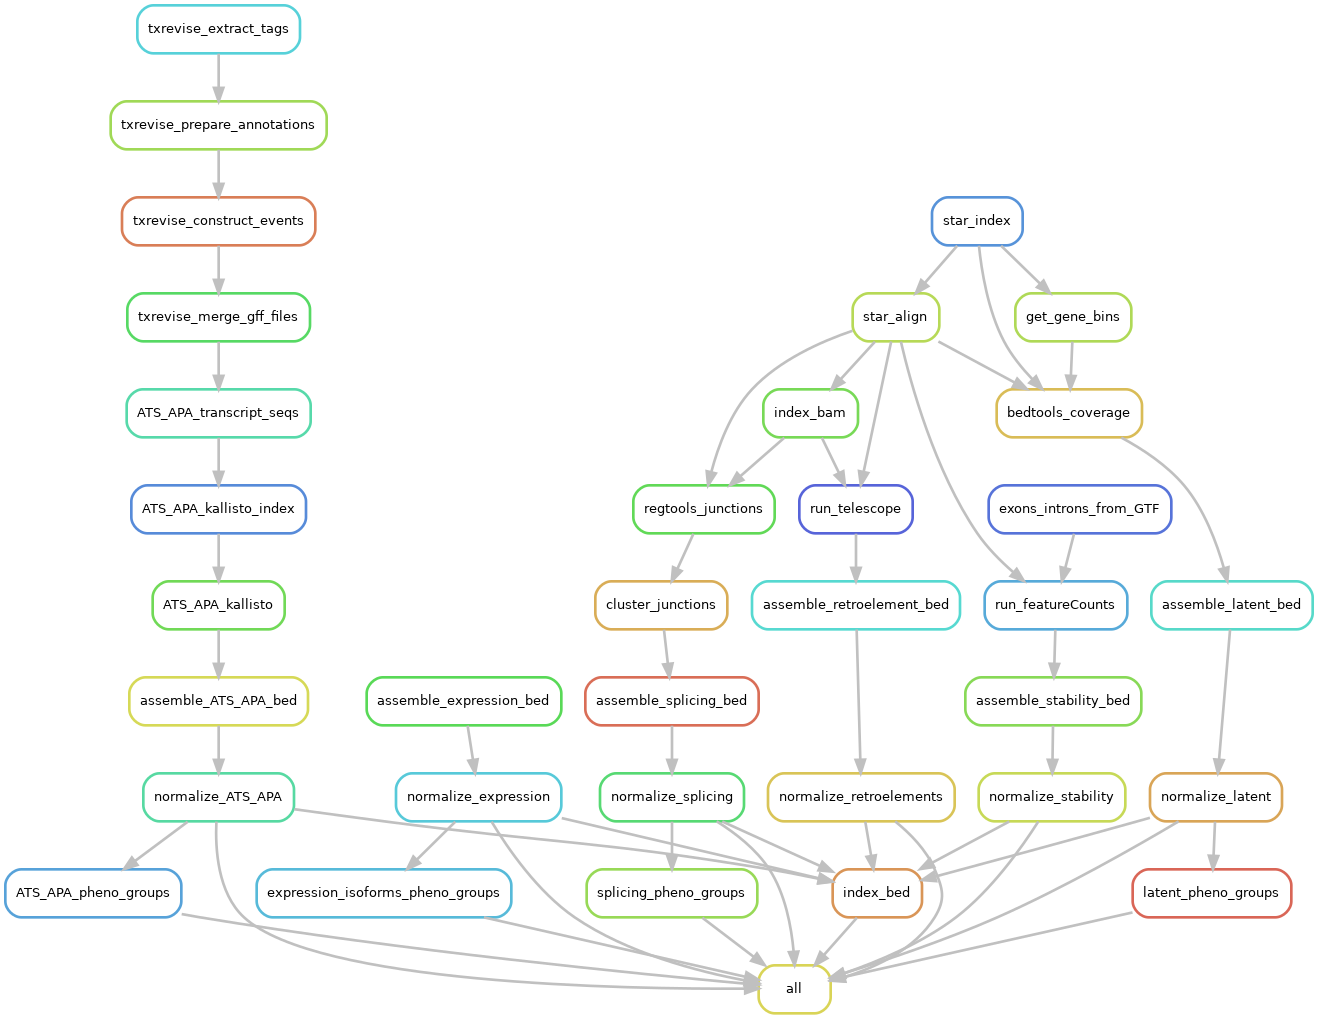 txrevise_extract_tags
txrevise_prepare_annotations
txrevise_construct_events
star_index
txrevise_merge_gff_files
star_align
get_gene_bins
ATS_APA_transcript_seqs
index_bam
bedtools_coverage
ATS_APA_kallisto_index
regtools_junctions
run_telescope
exons_introns_from_GTF
ATS_APA_kallisto
cluster_junctions
assemble_retroelement_bed
run_featureCounts
assemble_latent_bed
assemble_ATS_APA_bed
assemble_expression_bed
assemble_splicing_bed
assemble_stability_bed
normalize_ATS_APA
normalize_expression
normalize_splicing
normalize_retroelements
normalize_stability
normalize_latent
ATS_APA_pheno_groups
expression_isoforms_pheno_groups
splicing_pheno_groups
index_bed
latent_pheno_groups
all